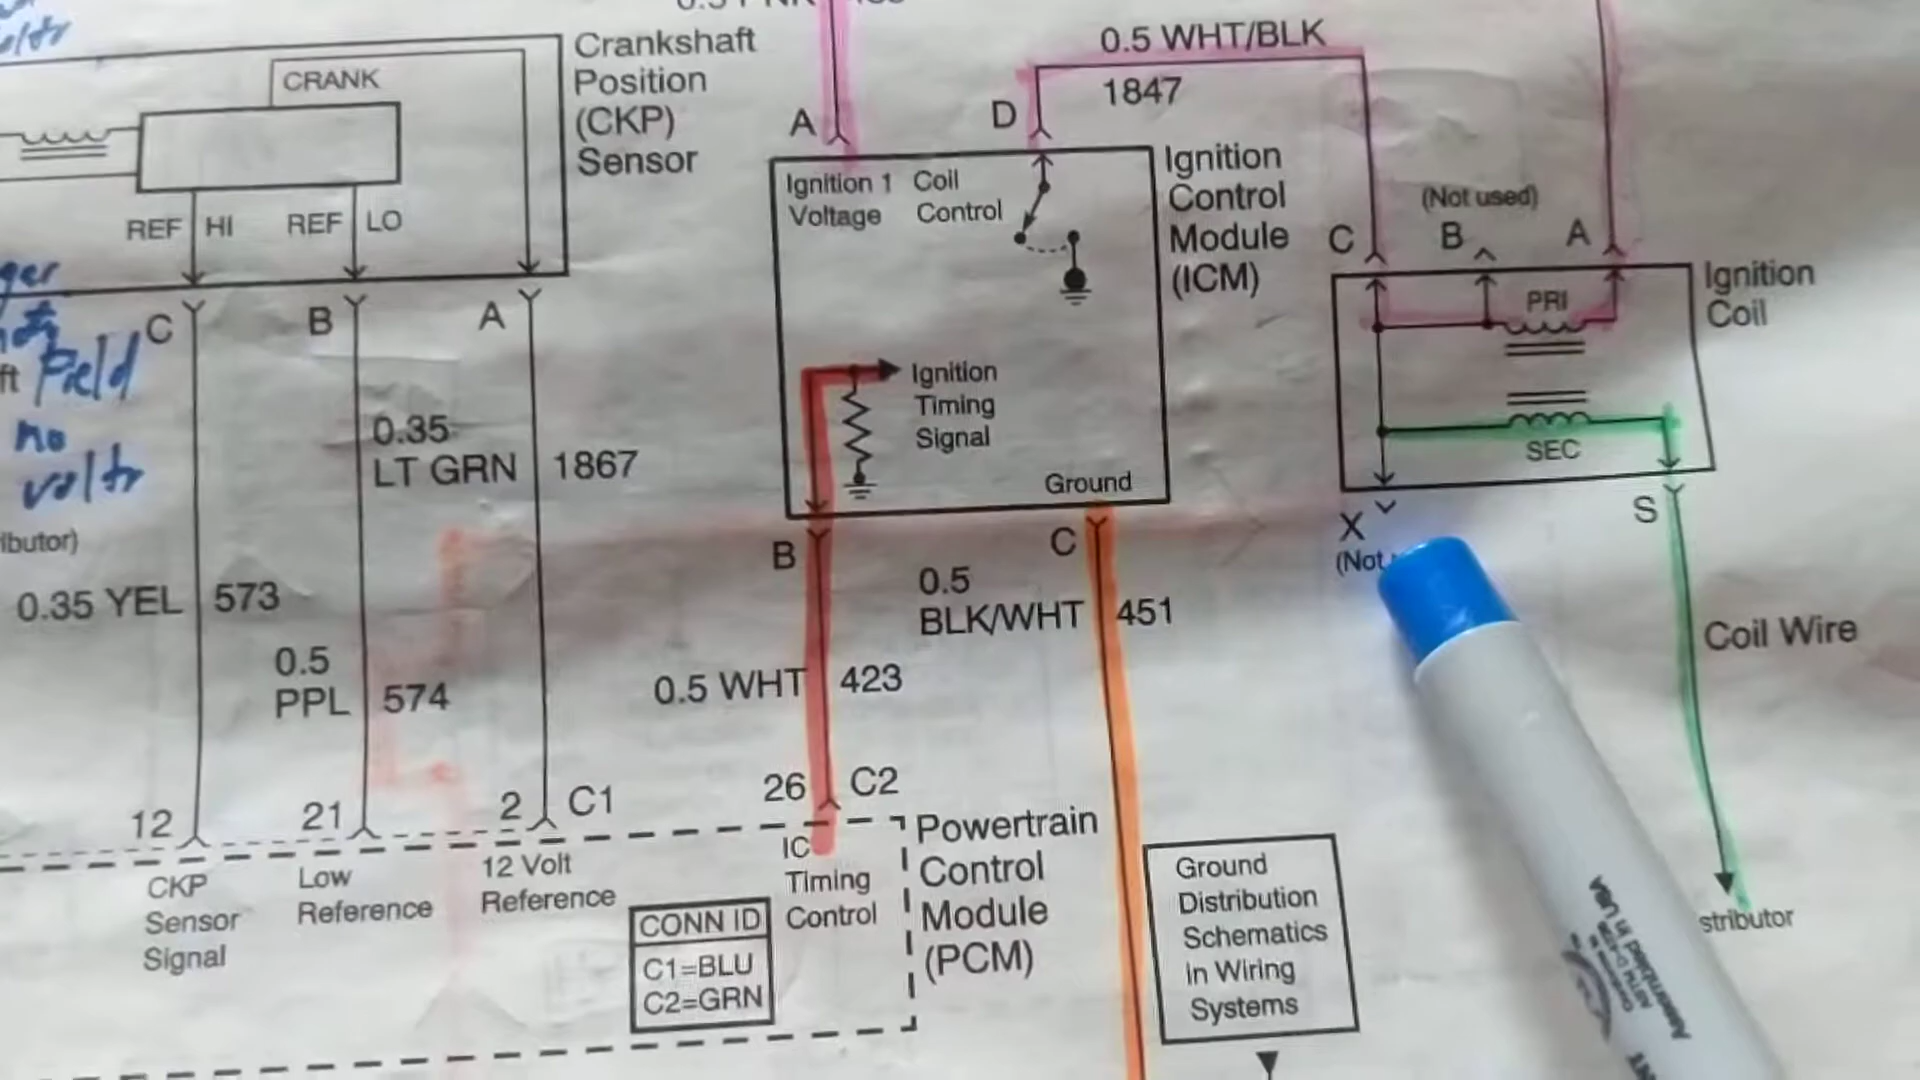 0.5 WHT/BLK
1847
CRANK
REF HI REF LO
Crankshaft
Position
(CKP)
Sensor
A
D
Ignition 1
Voltage
Coil
Control
Ignition
Control
Module
(ICM)
C
(Not used)
B
A
PRI
SEC
Ignition
Coil
Ignition
Timing
Signal
Ground
C
B
A
field
no
volts
0.35
LT GRN
1867
0.35 YEL
573
0.5
PPL
574
B
C
0.5
BLK/WHT
451
0.5 WHT
423
X
(Not
S
Coil Wire
12
21
2
C1
26
C2
CKP
Sensor
Signal
Low
Reference
12 Volt
Reference
IC
Timing
Control
Powertrain
Control
Module
(PCM)
CONN ID
C1=BLU
C2=GRN
Ground
Distribution
Schematics
in Wiring
Systems
stributor
Assembled in USA